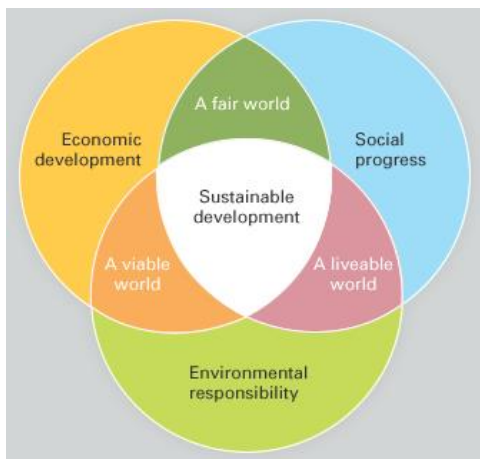 A fair world
Economic
development
Social
progress
Sustainable
development
A viable
world
A liveable
world
Environmental
responsibility